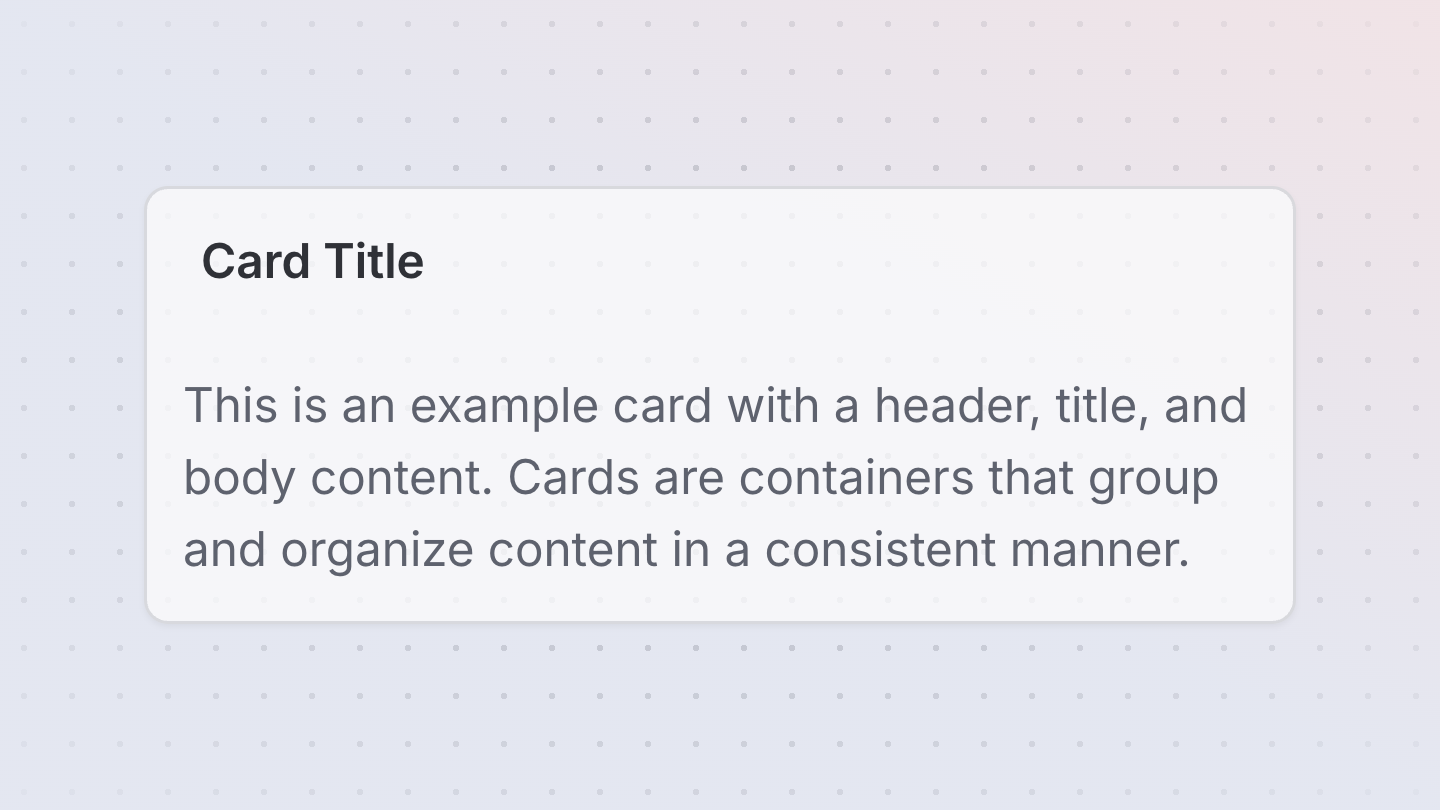 Card Title
This is an example card with a header, title, and
body content. Cards are containers that group
and organize content in a consistent manner.